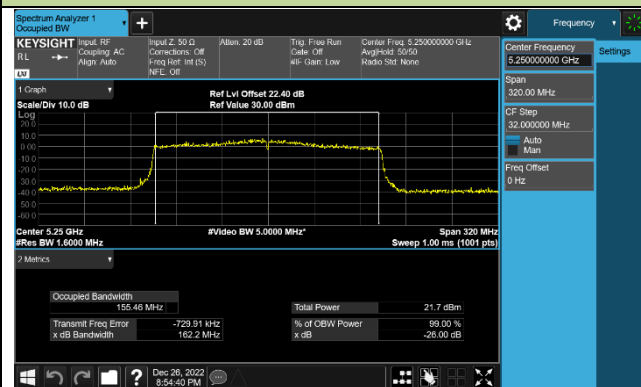 Spectrum Analyzer 1
Occupied BW
Frequency
KEYSIGHT
RL
LXI
Input: RF
Coupling: AC
Align: Auto
Input Z: 50 Ω
Corrections: Off
Freq Ref: Int (S)
NFE: Off
Atten: 20 dB
Trig: Free Run
Gate: Off
#IF Gain: Low
Center Freq: 5.250000000 GHz
Avg|Hold: 50/50
Radio Std: None
Center Frequency
5.250000000 GHz
Settings
Span
320.00 MHz
CF Step
32.000000 MHz
Auto
Man
Freq Offset
0 Hz
1 Graph
Scale/Div 10.0 dB
Ref Lvl Offset 22.40 dB
Ref Value 30.00 dBm
Log
20.0
10.0
0.00
-10.0
-20.0
-30.0
-40.0
-50.0
-60.0
Center 5.25 GHz
#Res BW 1.6000 MHz
#Video BW 5.0000 MHz*
Span 320 MHz
Sweep 1.00 ms (1001 pts)
2 Metrics
Occupied Bandwidth
155.46 MHz
Total Power 21.7 dBm
Transmit Freq Error -729.91 kHz
% of OBW Power 99.00 %
x dB Bandwidth 162.2 MHz
x dB -26.00 dB
Dec 26, 2022
8:54:40 PM